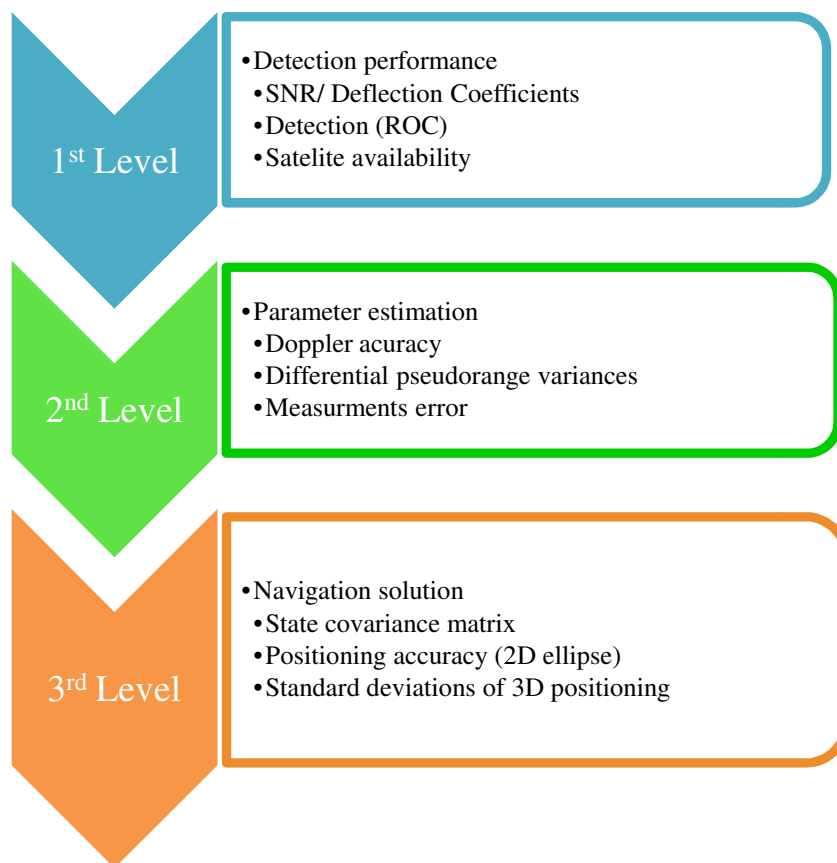 1st Level
•Detection performance
•SNR/ Deflection Coefficients
•Detection (ROC)
•Satelite availability
2nd Level
•Parameter estimation
•Doppler acuracy
•Differential pseudorange variances
•Measurments error
3rd Level
•Navigation solution
•State covariance matrix
•Positioning accuracy (2D ellipse)
•Standard deviations of 3D positioning